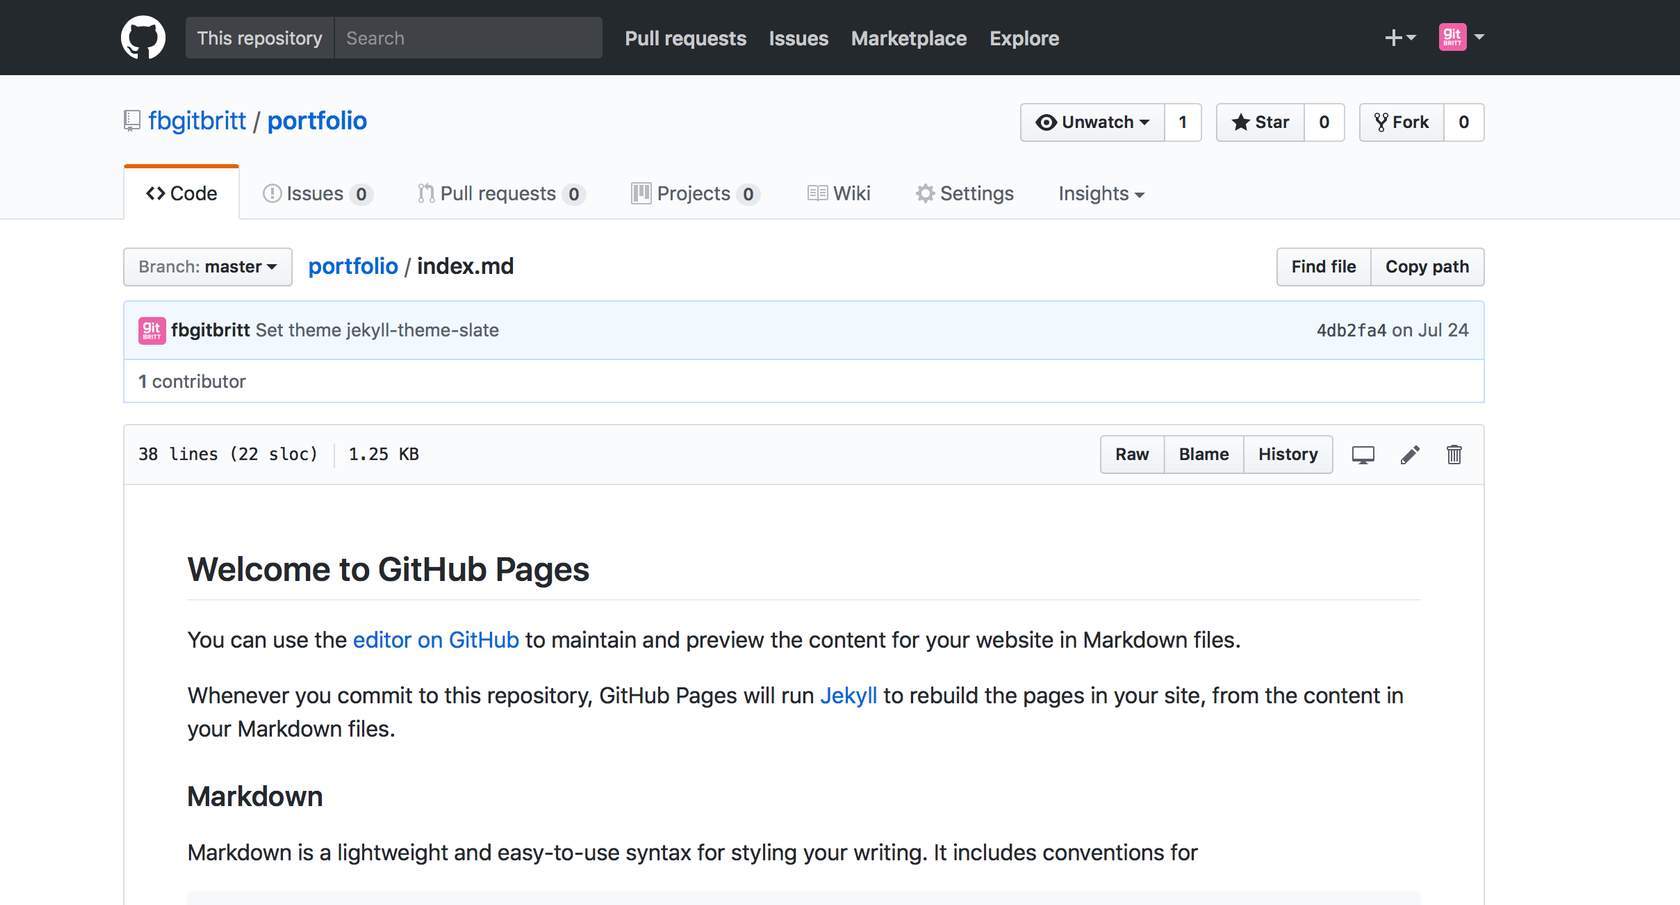 This repository Search Pull requests Issues Marketplace Explore
git
BRITT
fbgitbritt / portfolio
Unwatch 1 Star 0 Fork 0
Code Issues 0 Pull requests 0 Projects 0 Wiki Settings Insights
Branch: master portfolio / index.md Find file Copy path
git
BRITT
fbgitbritt Set theme jekyll-theme-slate 4db2fa4 on Jul 24
1 contributor
38 lines (22 sloc) 1.25 KB Raw Blame History
Welcome to GitHub Pages
You can use the editor on GitHub to maintain and preview the content for your website in Markdown files.
Whenever you commit to this repository, GitHub Pages will run Jekyll to rebuild the pages in your site, from the content in
your Markdown files.
Markdown
Markdown is a lightweight and easy-to-use syntax for styling your writing. It includes conventions for